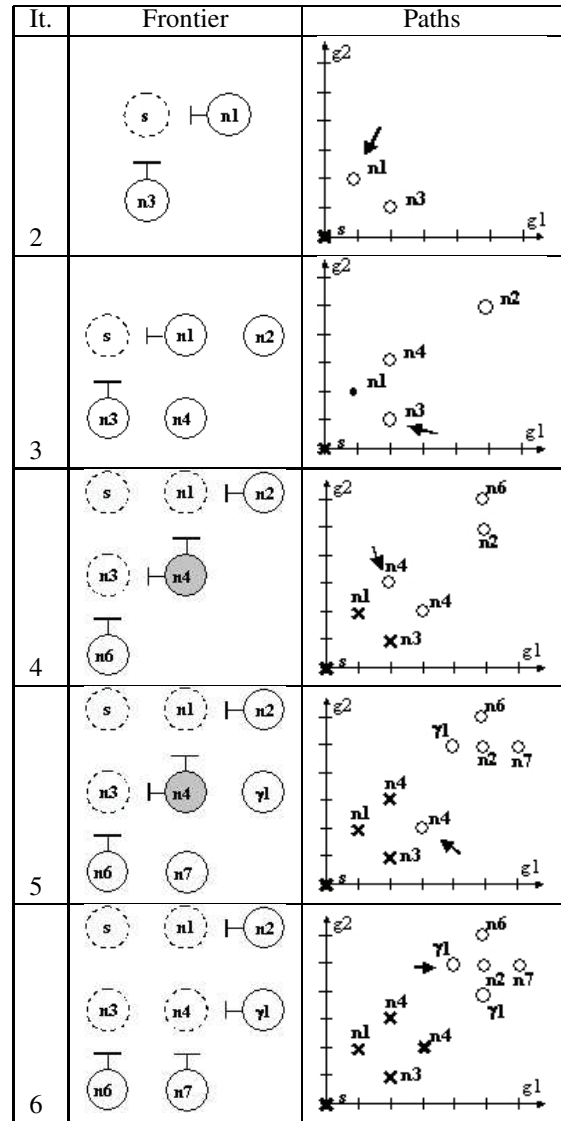 It. Frontier Paths
2
s n1
n3
g2
n1
n3
s
g1
3
s n1 n2
n3 n4
g2
n2
n4
n1
n3
s
g1
4
s n1 n2
n3 n4
n6
g2
n6
n2
n4
n1 n4
n3
s
g1
5
s n1 n2
n3 n4 γ1
n6 n7
g2
n6
γ1
n2 n7
n4
n1 n4
n3
s
g1
6
s n1 n2
n3 n4 γ1
n6 n7
g2
n6
γ1
n2 n7
γ1
n4
n1 n4
n3
s
g1